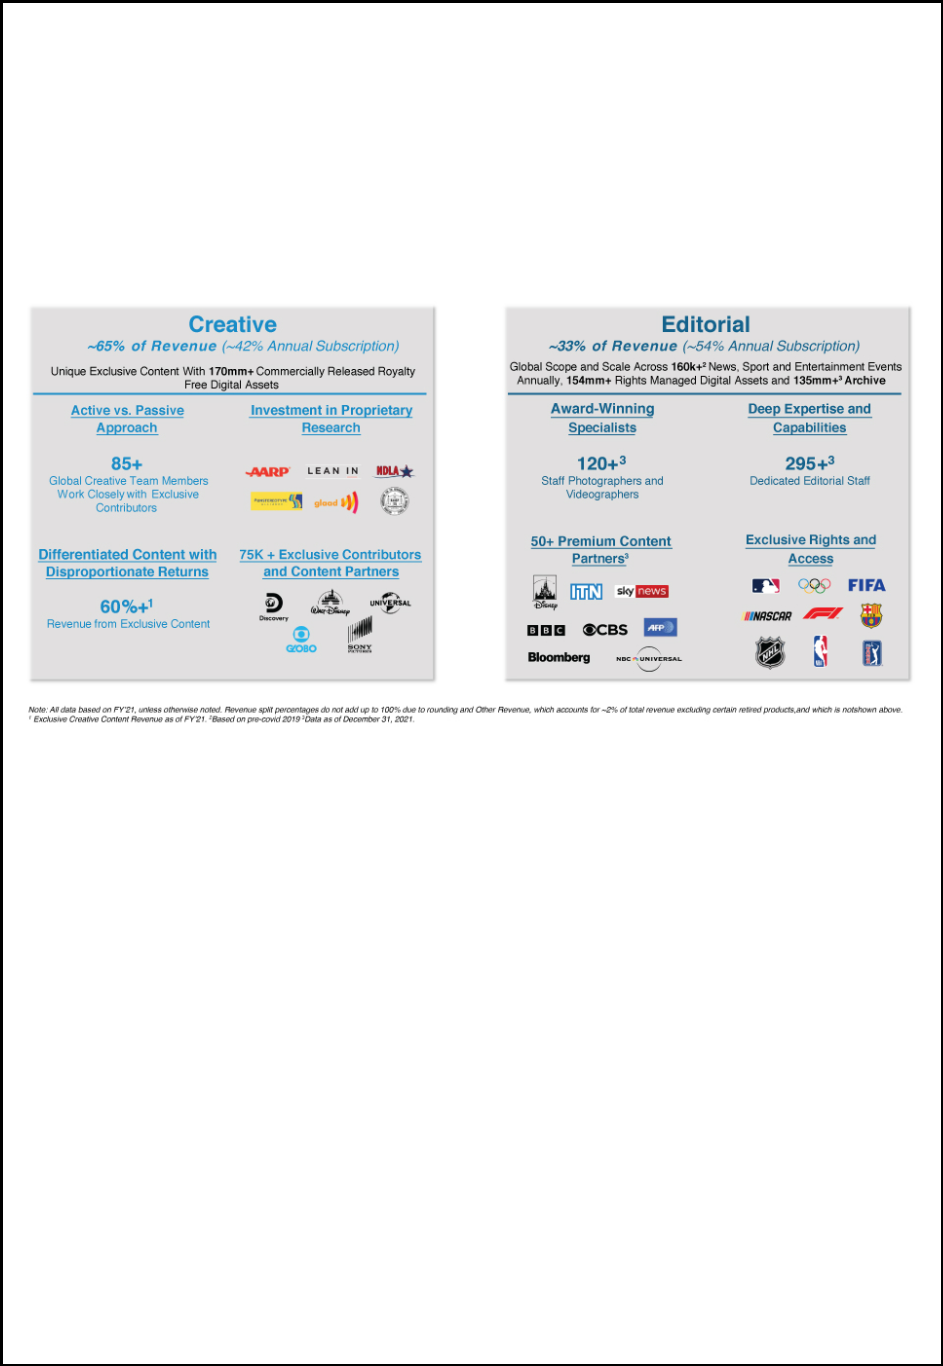 Creative
~65% of Revenue (~42% Annual Subscription)
Unique Exclusive Content With 170mm+ Commercially Released Royalty
Free Digital Assets
Active vs. Passive
Approach
85+
Global Creative Team Members
Work Closely with Exclusive
Contributors
Investment in Proprietary
Research
AARP
LEAN IN
NDLA
glaad
Differentiated Content with
Disproportionate Returns
60%+1
Revenue from Exclusive Content
75K + Exclusive Contributors
and Content Partners
Discovery
WALT DISNEY
UNIVERSAL
GLOBO
SONY
PICTURES
Editorial
~33% of Revenue (~54% Annual Subscription)
Global Scope and Scale Across 160k+2 News, Sport and Entertainment Events
Annually, 154mm+ Rights Managed Digital Assets and 135mm+3 Archive
Award-Winning
Specialists
120+3
Staff Photographers and
Videographers
Deep Expertise and
Capabilities
295+3
Dedicated Editorial Staff
50+ Premium Content
Partners3
Disney
ITN
sky news
BBC
CBS
AFP
Bloomberg
NBC UNIVERSAL
Exclusive Rights and
Access
FIFA
NASCAR
F1
NHL
NBA
Note: All data based on FY'21, unless otherwise noted. Revenue split percentages do not add up to 100% due to rounding and Other Revenue, which accounts for ~2% of total revenue excluding certain retired products,and which is notshown above.
1 Exclusive Creative Content Revenue as of FY'21. 2Based on pre-covid 2019 3Data as of December 31, 2021.